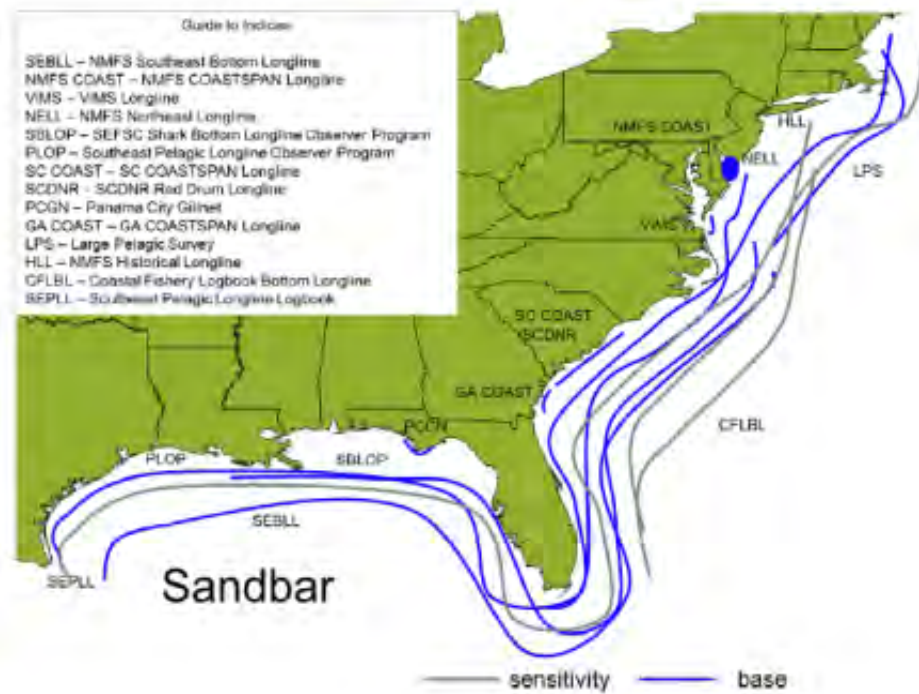 Guide to Indices
SEBLL – NMFS Southeast Bottom Longline
NMFS COAST – NMFS COASTSPAN Longline
VIMS – VIMS Longline
NELL – NMFS Northeast Longline
SBLOP – SEFSC Shark Bottom Longline Observer Program
PLOP – Southeast Pelagic Longline Observer Program
SC COAST – SC COASTSPAN Longline
SCDNR - SCDNR Red Drum Longline
PCGN – Panama City Gillnet
GA COAST – GA COASTSPAN Longline
LPS – Large Pelagic Survey
HLL – NMFS Historical Longline
CFLBL – Coastal Fishery Logbook Bottom Longline
SEPLL – Southeast Pelagic Longline Logbook
NMFS COAST
HLL
NELL
LPS
VIMS
SC COAST
SCDNR
GA COAST
PCGN
CFLBL
PLOP
SBLOP
SEBLL
SEPLL
Sandbar
sensitivity
base